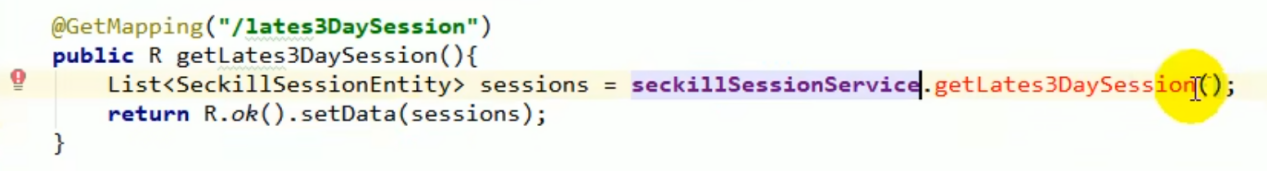 @GetMapping("/lates3DaySession")
public R getLates3DaySession(){
List<SeckillSessionEntity> sessions = seckillSessionService.getLates3DaySession();
return R.ok().setData(sessions);
}